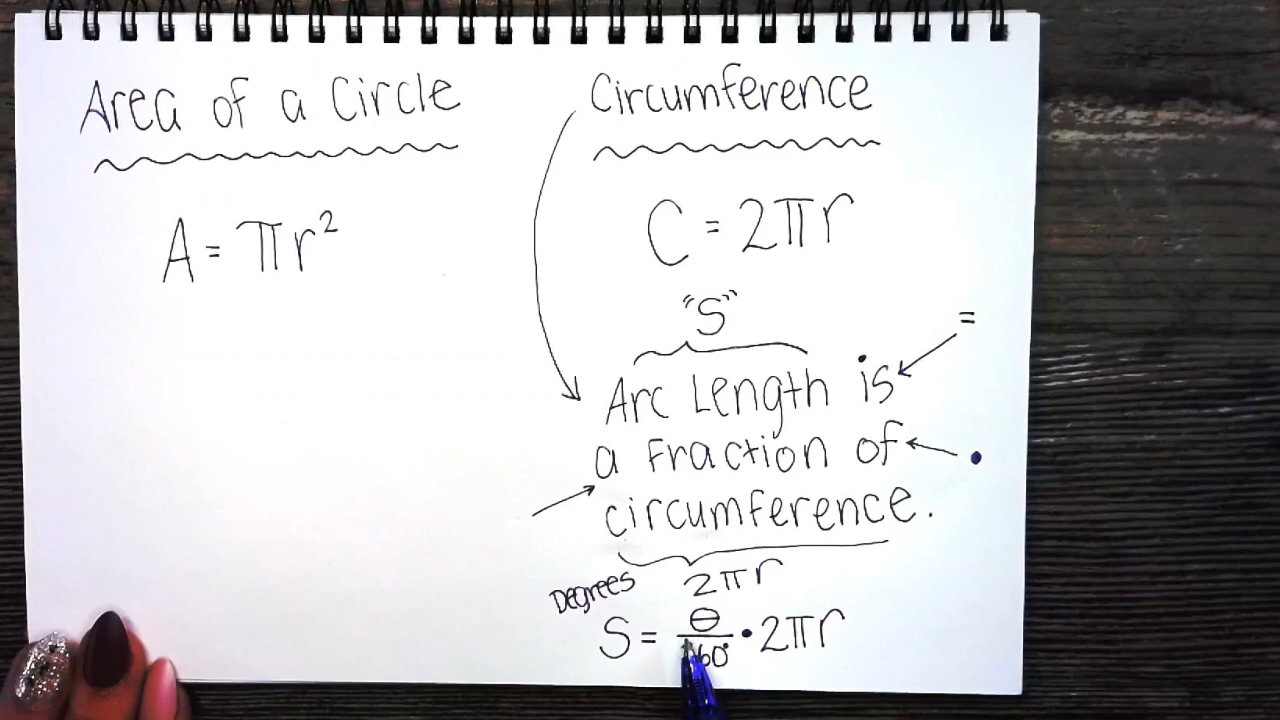 Area of a Circle
A = πr²
Circumference
C = 2πr
"S"
=
Arc Length is
a fraction of
•
circumference.
2πr
Degrees
S = θ/360° • 2πr